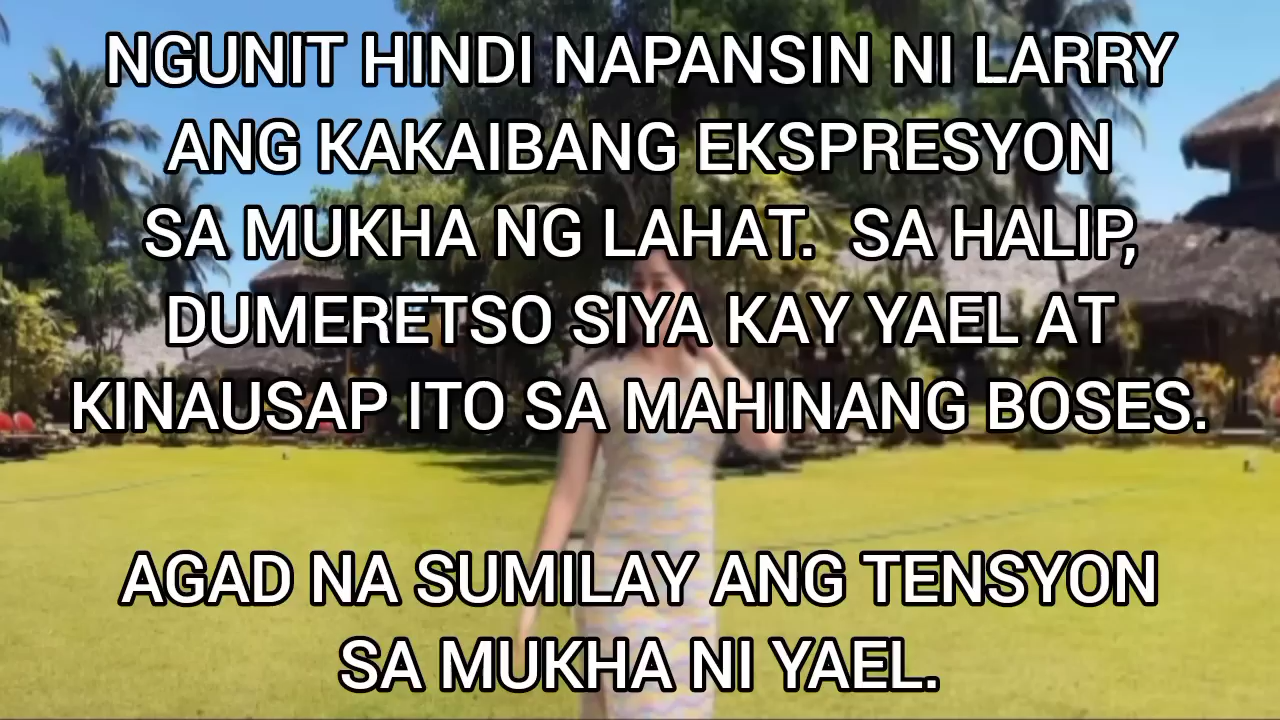 NGUNIT HINDI NAPANSIN NI LARRY
ANG KAKAIBANG EKSPRESYON
SA MUKHA NG LAHAT. SA HALIP,
DUMERETSO SIYA KAY YAEL AT
KINAUSAP ITO SA MAHINANG BOSES.
AGAD NA SUMILAY ANG TENSYON
SA MUKHA NI YAEL.